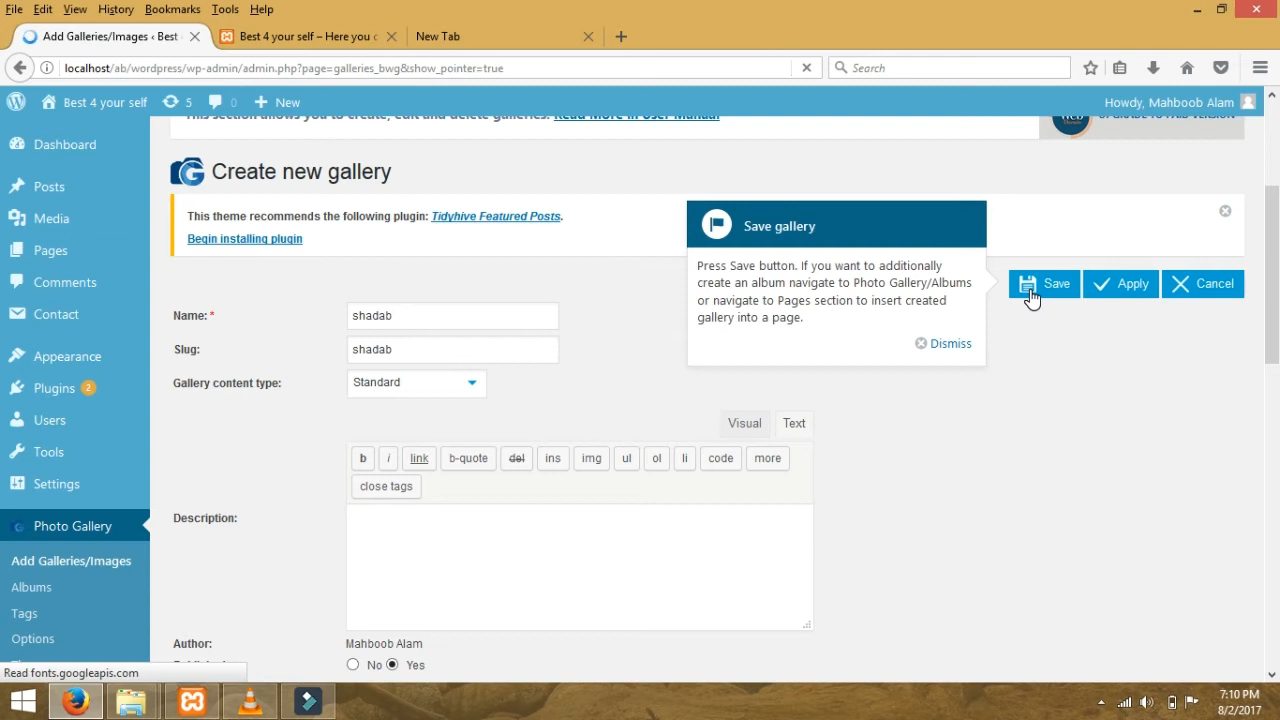 File Edit View History Bookmarks Tools Help
Add Galleries/Images ‹ Best
Best 4 your self – Here you c
New Tab
localhost/ab/wordpress/wp-admin/admin.php?page=galleries_bwg&show_pointer=true
Search
Best 4 your self 5 0 New
Howdy, Mahboob Alam
This section allows you to create, edit and delete galleries. Read More in User Manual
UPGRADE TO THIS VERSION
Dashboard
Posts
Media
Pages
Comments
Contact
Appearance
Plugins 2
Users
Tools
Settings
Photo Gallery
Add Galleries/Images
Albums
Tags
Options
Create new gallery
This theme recommends the following plugin: Tidyhive Featured Posts.
Begin installing plugin
Save gallery
Press Save button. If you want to additionally
create an album navigate to Photo Gallery/Albums
or navigate to Pages section to insert created
gallery into a page.
Dismiss
Save Apply Cancel
Name: * shadab
Slug: shadab
Gallery content type: Standard
Visual Text
b i link b-quote del ins img ul ol li code more
close tags
Description:
Author: Mahboob Alam
No Yes
Read fonts.googleapis.com
7:10 PM
8/2/2017